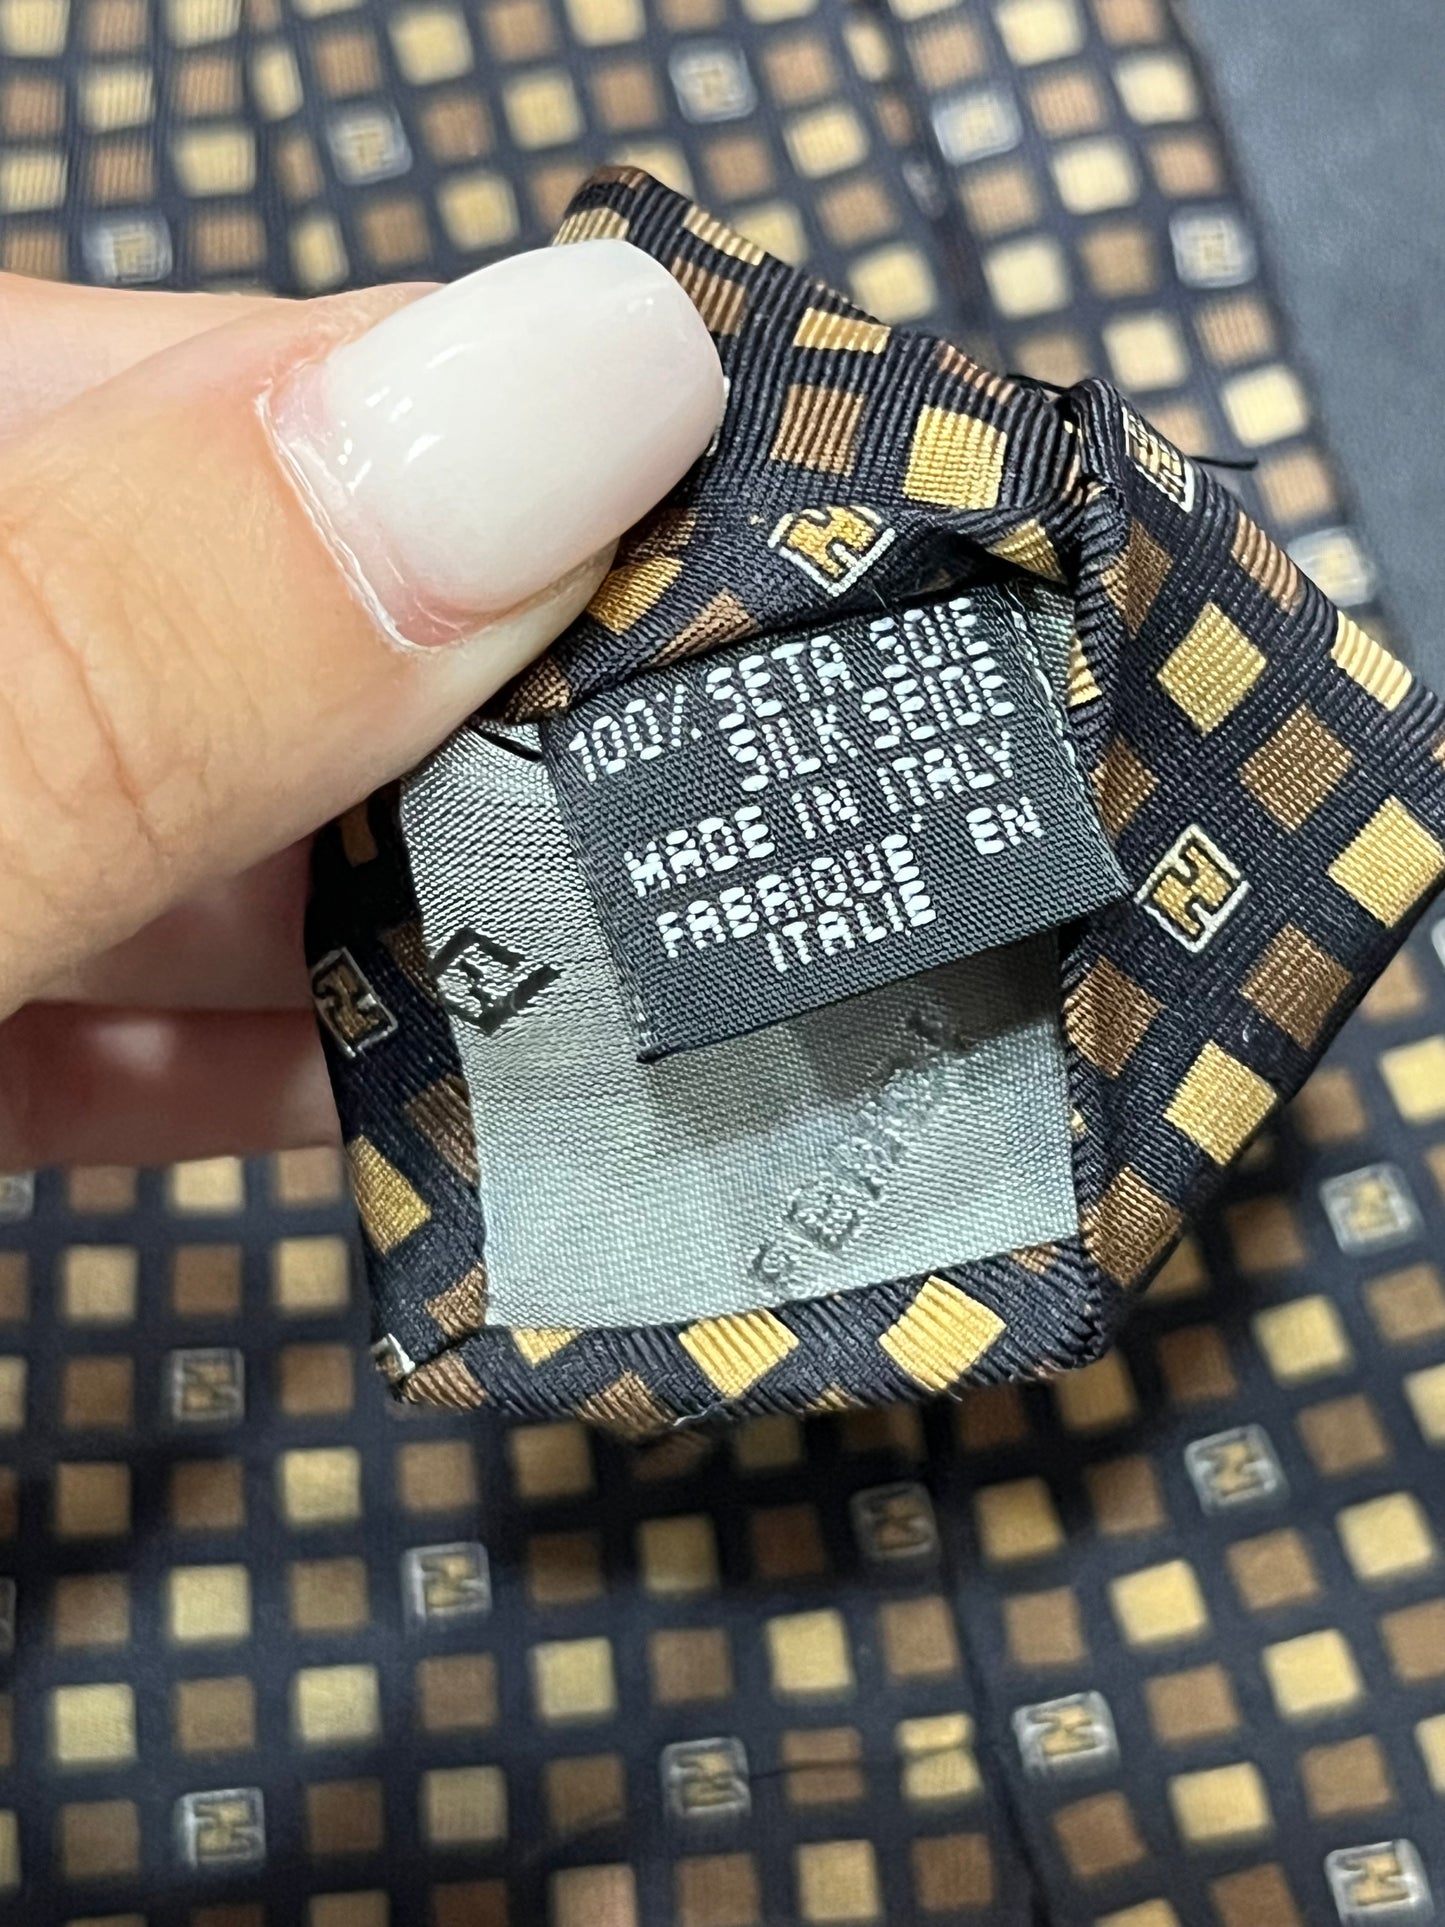 100% SETA SOIE
SILK SEIDE
MADE IN ITALY
FABRIQUE' EN
ITALIE